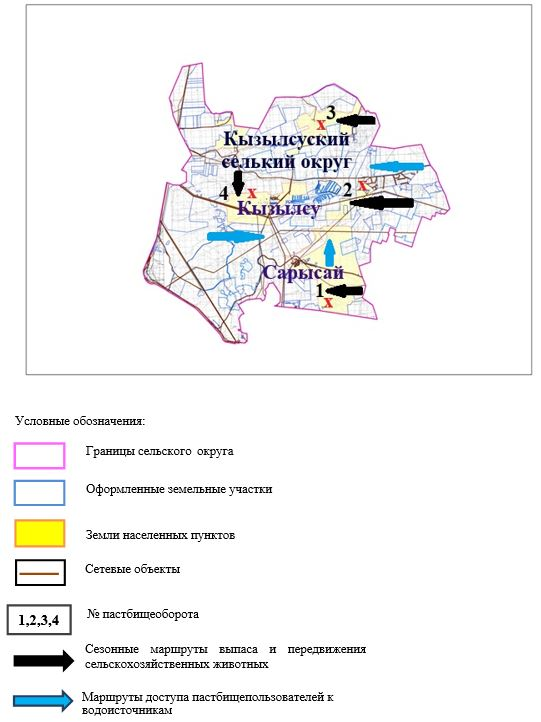 3
х
Кызылсуский
селький округ
4 х
2 х
Кызылсу
Сарысай
1
х
Условные обозначения:
Границы сельского округа
Оформленные земельные участки
Земли населенных пунктов
Сетевые объекты
1,2,3,4 № пастбищеоборота
Сезонные маршруты выпаса и передвижения
сельскохозяйственных животных
Маршруты доступа пастбищепользователей к
водоисточникам